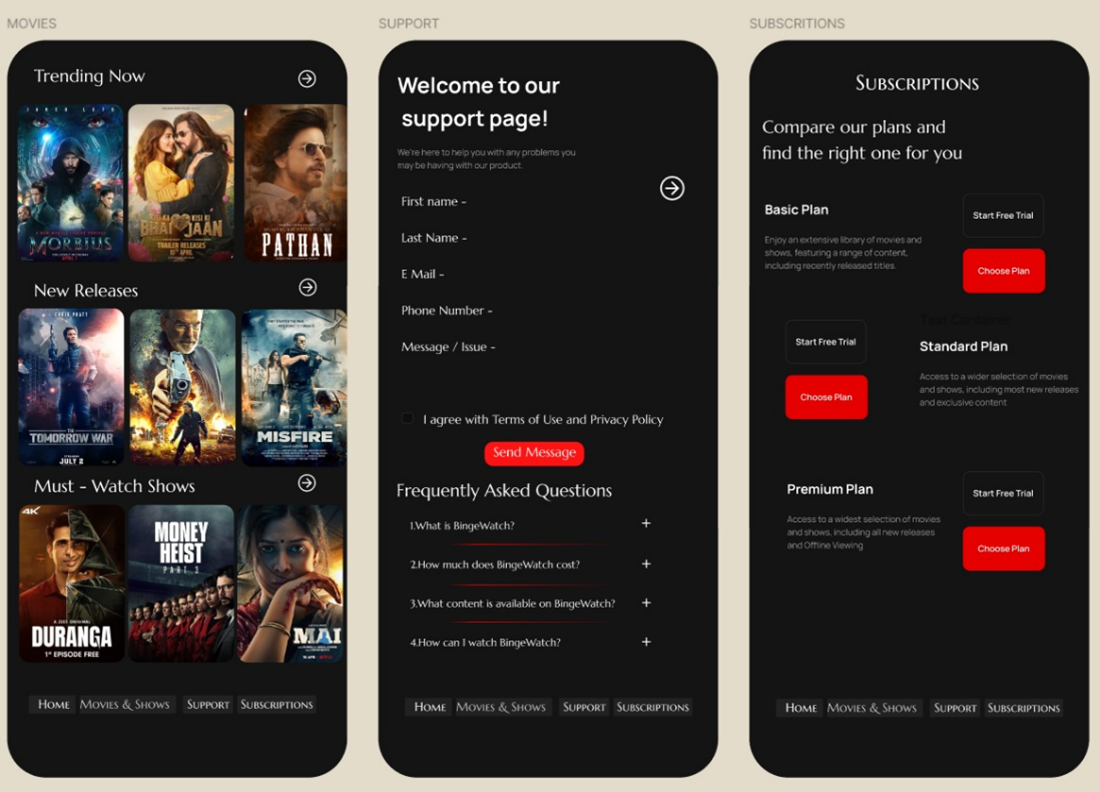 MOVIES
Trending Now
JARED LETO
MORBIUS
KISI KI
BHAI JAAN
TRAILER RELEASES
10TH APRIL
PATHAN
New Releases
CHRIS PRATT
THE
TOMORROW WAR
JULY 2
MISFIRE
Must - Watch Shows
4K
DURANGA
1ST EPISODE FREE
MONEY
HEIST
PART 3
MAI
Home
Movies & Shows
Support
Subscriptions
SUPPORT
Welcome to our
support page!
We're here to help you with any problems you
may be having with our product.
First name -
Last Name -
E Mail -
Phone Number -
Message / Issue -
I agree with Terms of Use and Privacy Policy
Send Message
Frequently Asked Questions
1.What is BingeWatch? +
2.How much does BingeWatch cost? +
3.What content is available on BingeWatch? +
4.How can I watch BingeWatch? +
Home
Movies & Shows
Support
Subscriptions
SUBSCRITIONS
Subscriptions
Compare our plans and
find the right one for you
Basic Plan
Enjoy an extensive library of movies and
shows, featuring a range of content,
including recently released titles.
Start Free Trial
Choose Plan
Text Container
Standard Plan
Access to a wider selection of movies
and shows, including most new releases
and exclusive content
Start Free Trial
Choose Plan
Premium Plan
Access to a widest selection of movies
and shows, including all new releases
and Offline Viewing
Start Free Trial
Choose Plan
Home
Movies & Shows
Support
Subscriptions